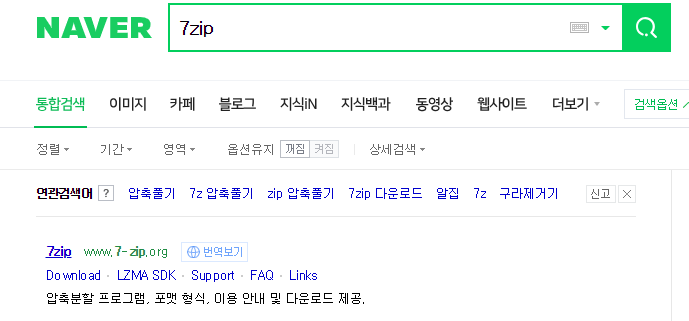 NAVER 7zip
통합검색 이미지 카페 블로그 지식iN 지식백과 동영상 웹사이트 더보기 검색옵션
정렬 기간 영역 옵션유지 꺼짐 켜짐 상세검색
연관검색어 ? 압축풀기 7z 압축풀기 zip 압축풀기 7zip 다운로드 알집 7z 구라제거기 신고
7zip www.7-zip.org 번역보기
Download · LZMA SDK · Support · FAQ · Links
압축분할 프로그램, 포맷 형식, 이용 안내 및 다운로드 제공.